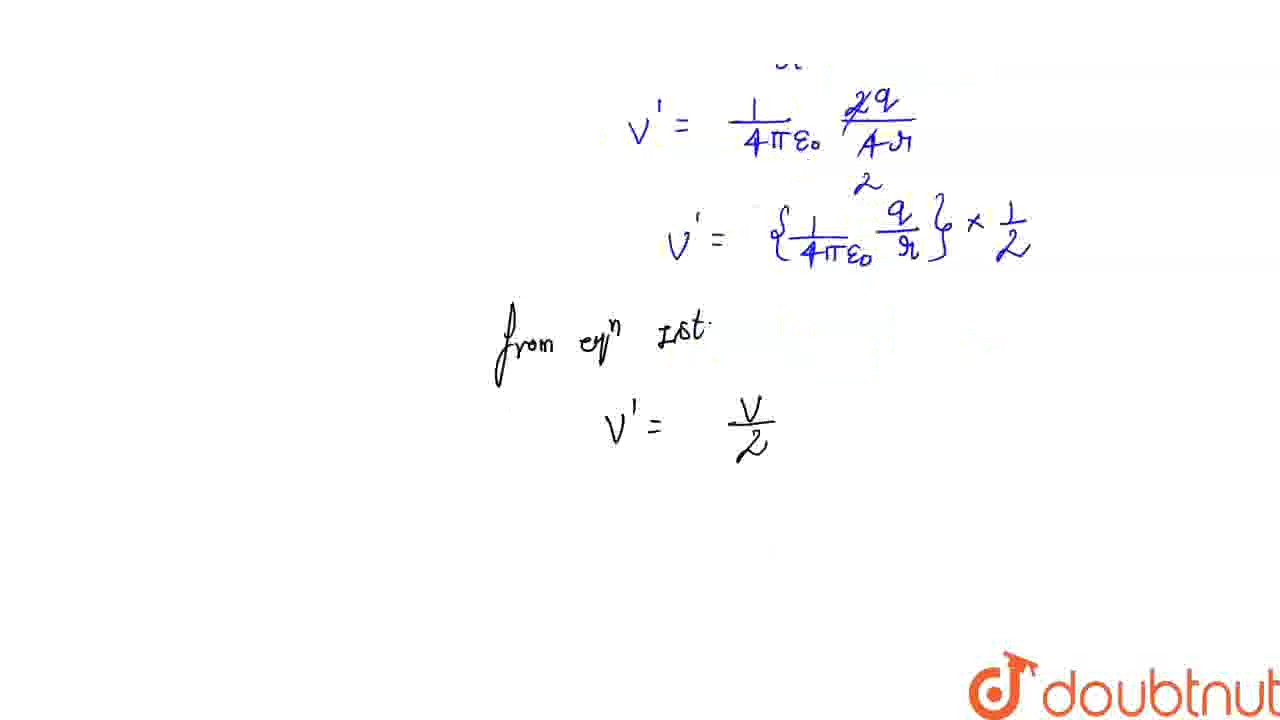 V' = 1/4πε₀ 2q/4r
2
V' = {1/4πε₀ q/r} × 1/2
from eqⁿ Ist.
V' = V/2
doubtnut